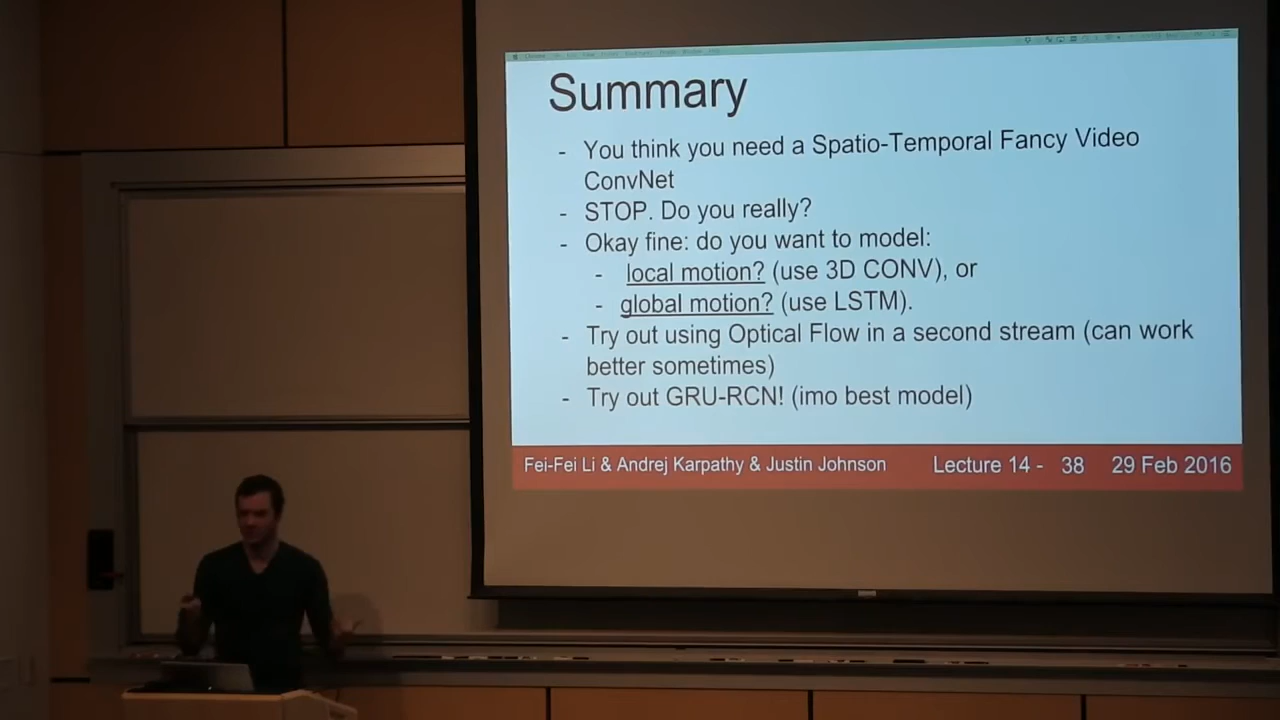 Summary
- You think you need a Spatio-Temporal Fancy Video
ConvNet
- STOP. Do you really?
- Okay fine: do you want to model:
- local motion? (use 3D CONV), or
- global motion? (use LSTM).
- Try out using Optical Flow in a second stream (can work
better sometimes)
- Try out GRU-RCN! (imo best model)
Fei-Fei Li & Andrej Karpathy & Justin Johnson Lecture 14 - 38 29 Feb 2016